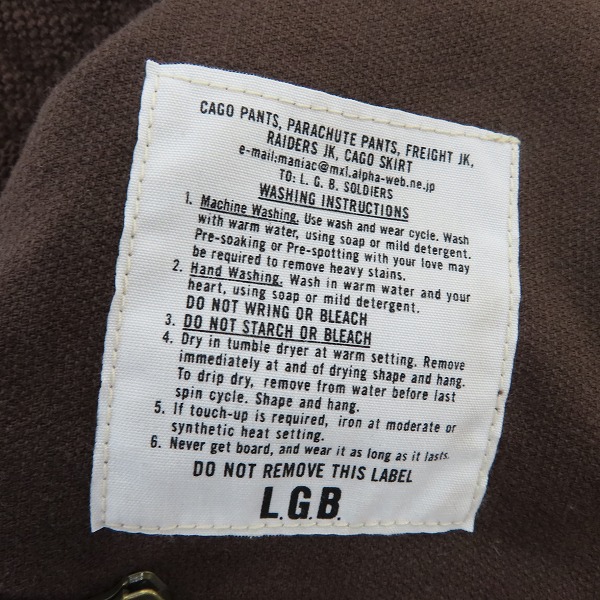 CAGO PANTS, PARACHUTE PANTS, FREIGHT JK,
RAIDERS JK, CAGO SKIRT
e-mail:maniac@mxl.alpha-web.ne.jp
TO: L. G. B. SOLDIERS
WASHING INSTRUCTIONS
1. Machine Washing. Use wash and wear cycle. Wash
with warm water, using soap or mild detergent.
Pre-soaking or Pre-spotting with your love may
be required to remove heavy stains.
2. Hand Washing. Wash in warm water and your
heart, using soap or mild detergent.
DO NOT WRING OR BLEACH
3. DO NOT STARCH OR BLEACH
4. Dry in tumble dryer at warm setting. Remove
immediately at and of drying shape and hang.
To drip dry, remove from water before last
spin cycle. Shape and hang.
5. If touch-up is required, iron at moderate or
synthetic heat setting.
6. Never get board, and wear it as long as it lasts.
DO NOT REMOVE THIS LABEL
L.G.B.